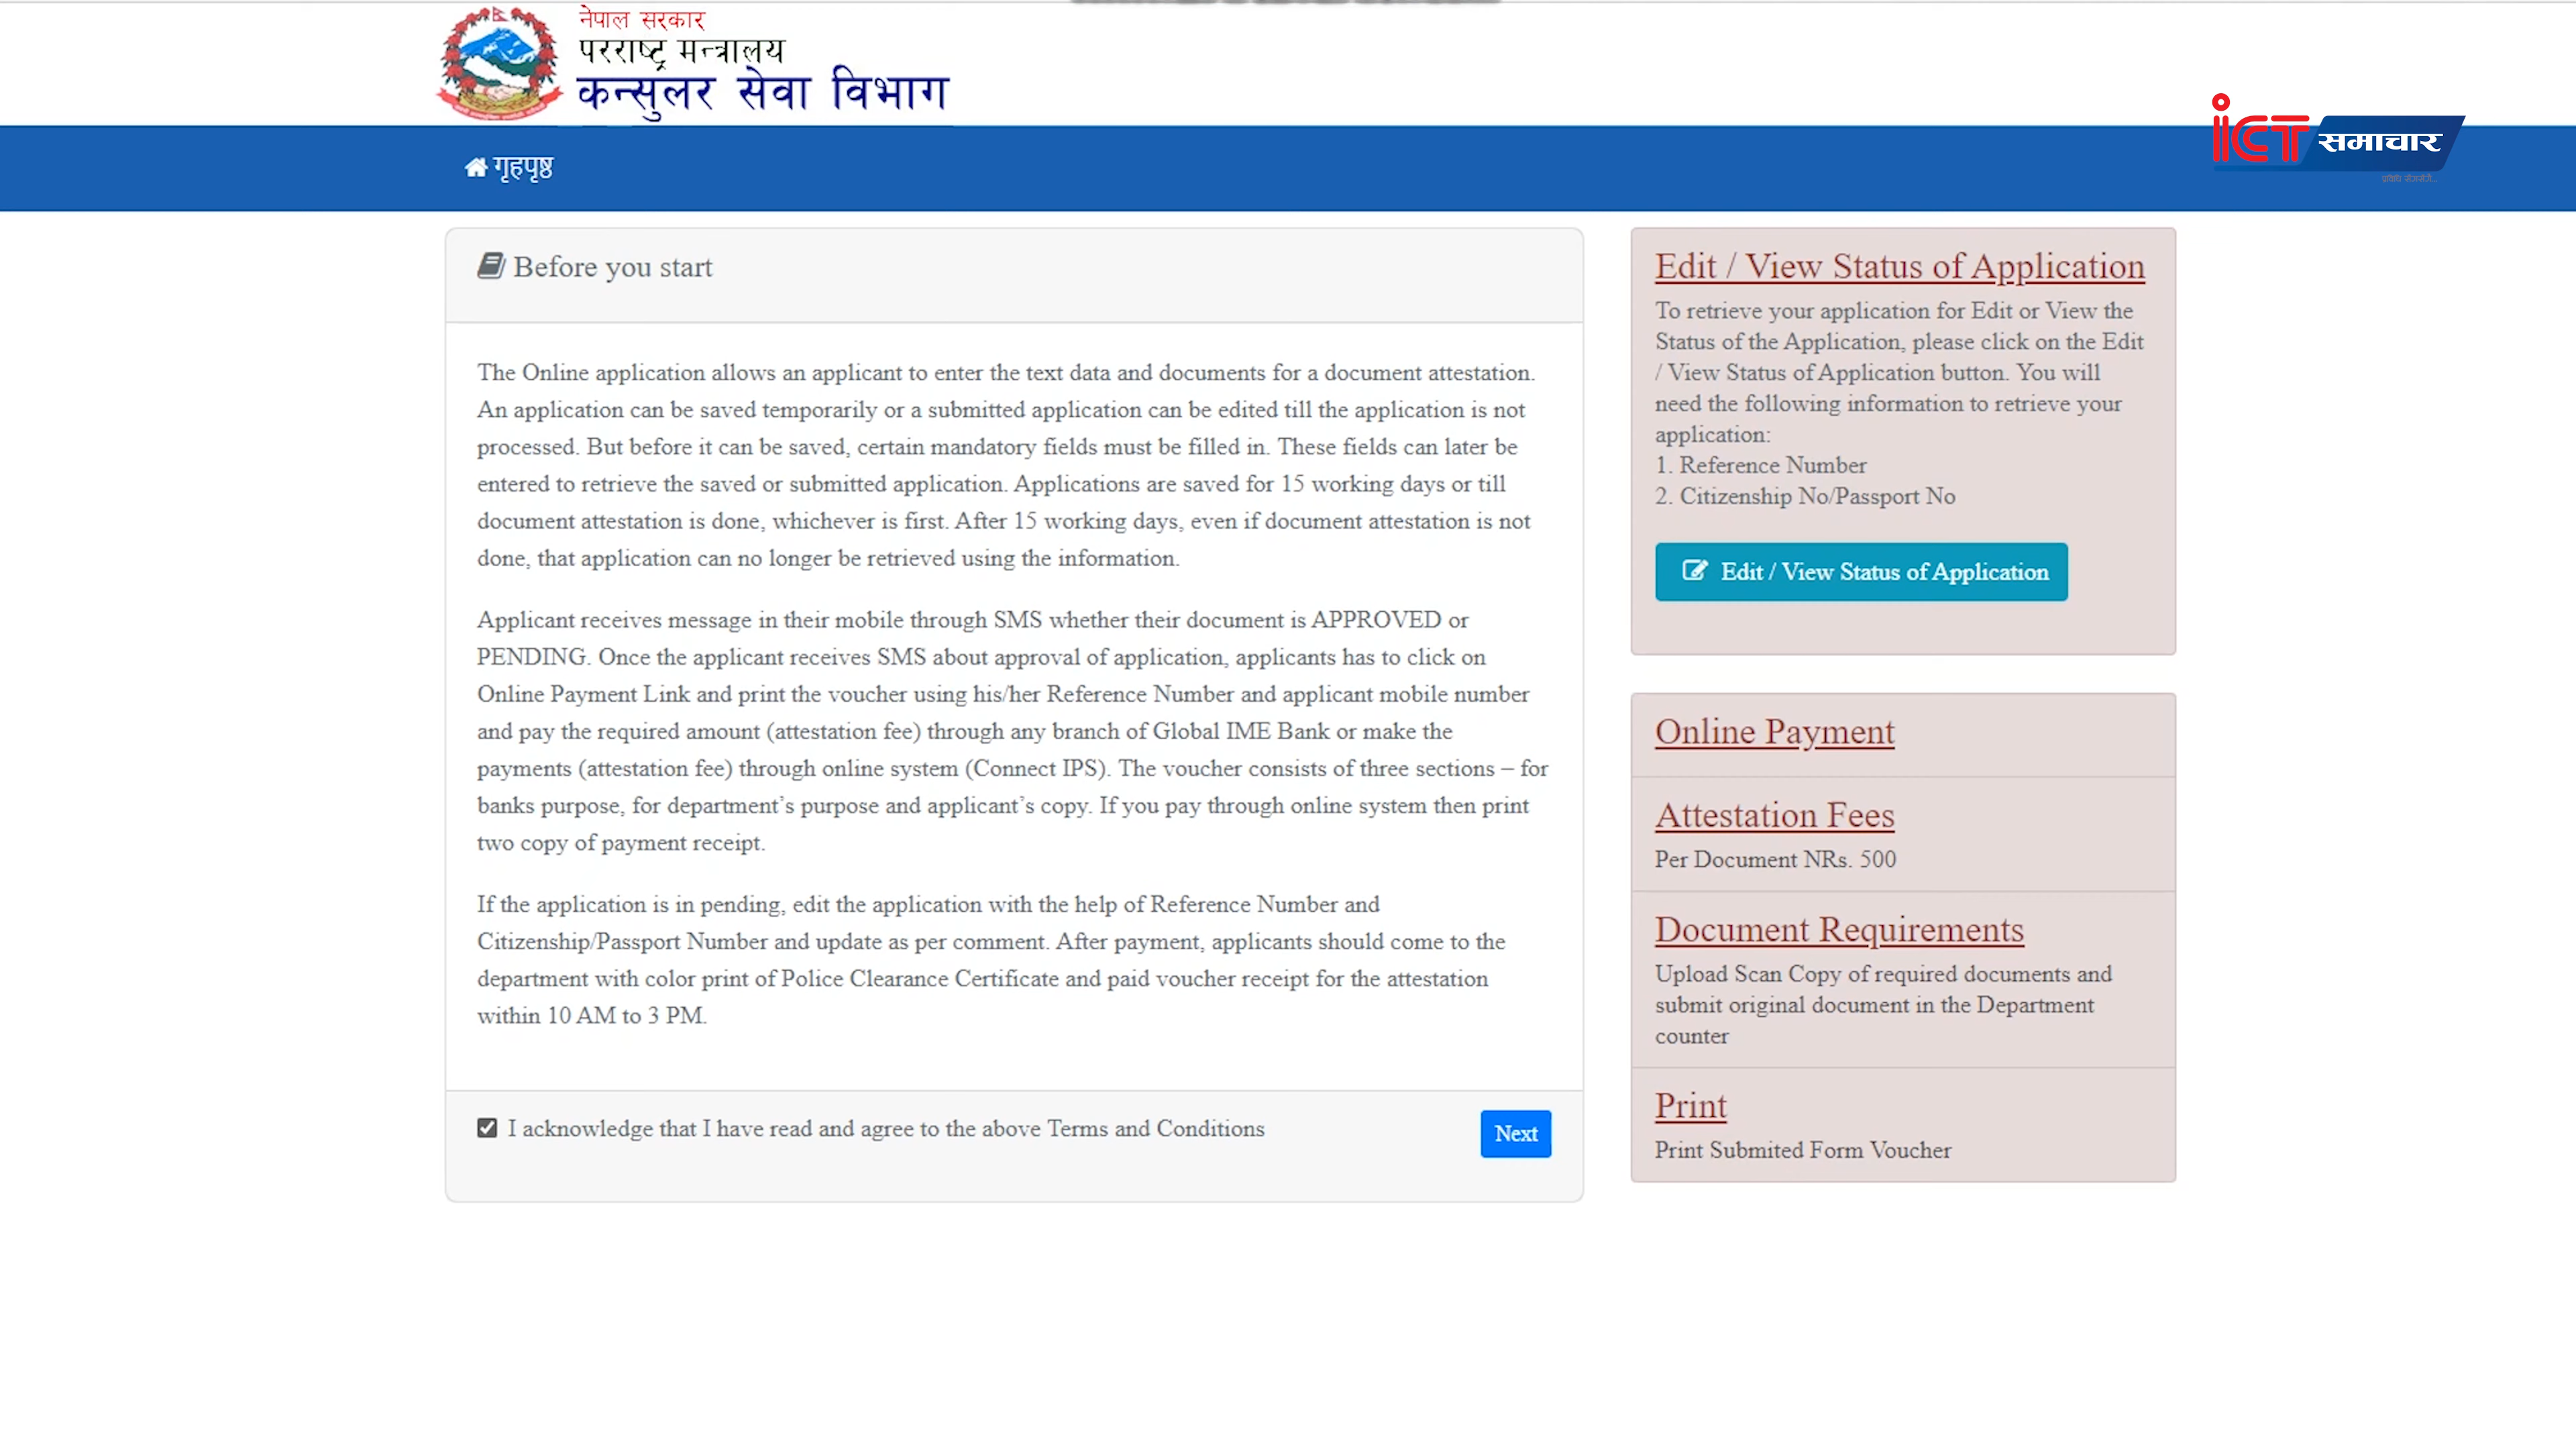 नेपाल सरकार
परराष्ट्र मन्त्रालय
कन्सुलर सेवा विभाग
iCT समाचार
गृहपृष्ठ
Before you start
The Online application allows an applicant to enter the text data and documents for a document attestation.
An application can be saved temporarily or a submitted application can be edited till the application is not
processed. But before it can be saved, certain mandatory fields must be filled in. These fields can later be
entered to retrieve the saved or submitted application. Applications are saved for 15 working days or till
document attestation is done, whichever is first. After 15 working days, even if document attestation is not
done, that application can no longer be retrieved using the information.
Applicant receives message in their mobile through SMS whether their document is APPROVED or
PENDING. Once the applicant receives SMS about approval of application, applicants has to click on
Online Payment Link and print the voucher using his/her Reference Number and applicant mobile number
and pay the required amount (attestation fee) through any branch of Global IME Bank or make the
payments (attestation fee) through online system (Connect IPS). The voucher consists of three sections – for
banks purpose, for department’s purpose and applicant’s copy. If you pay through online system then print
two copy of payment receipt.
If the application is in pending, edit the application with the help of Reference Number and
Citizenship/Passport Number and update as per comment. After payment, applicants should come to the
department with color print of Police Clearance Certificate and paid voucher receipt for the attestation
within 10 AM to 3 PM.
I acknowledge that I have read and agree to the above Terms and Conditions
Next
Edit / View Status of Application
To retrieve your application for Edit or View the
Status of the Application, please click on the Edit
/ View Status of Application button. You will
need the following information to retrieve your
application:
1. Reference Number
2. Citizenship No/Passport No
Edit / View Status of Application
Online Payment
Attestation Fees
Per Document NRs. 500
Document Requirements
Upload Scan Copy of required documents and
submit original document in the Department
counter
Print
Print Submited Form Voucher